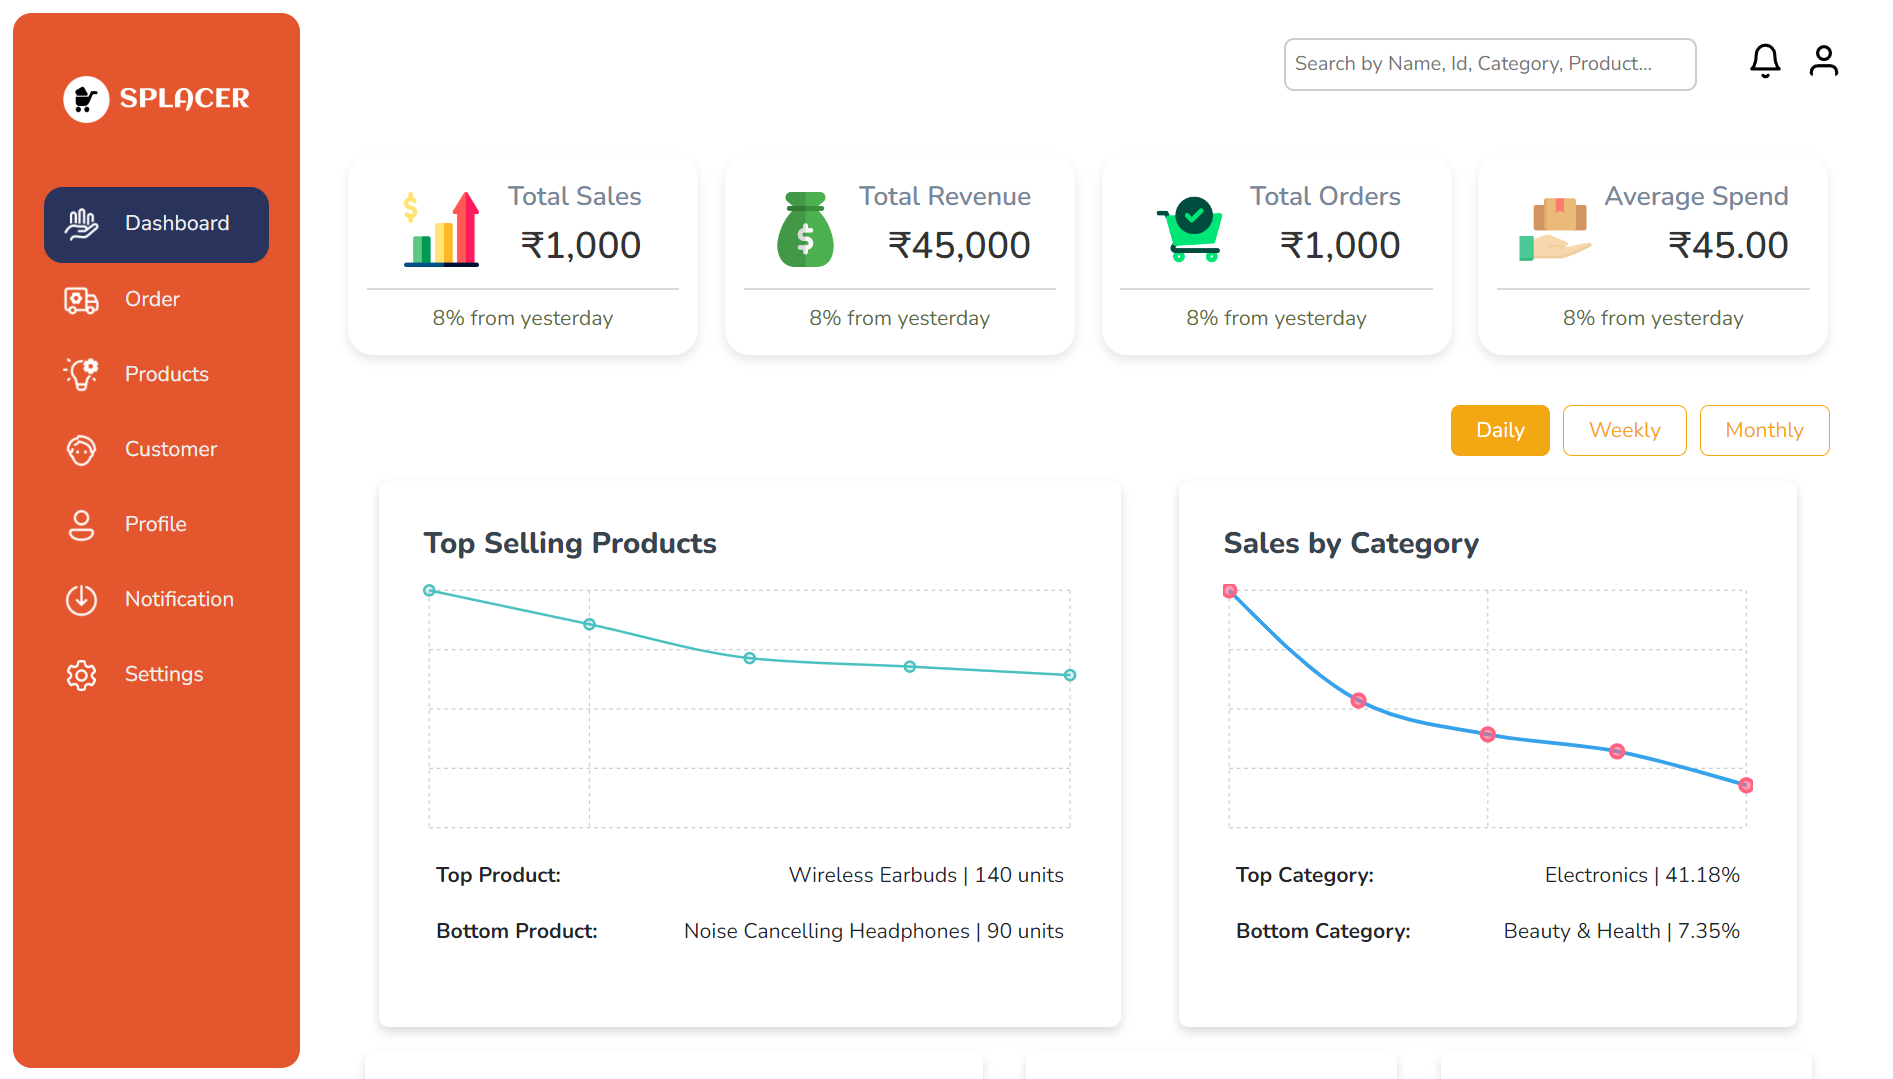 SPLACER
Dashboard
Order
Products
Customer
Profile
Notification
Settings
Search by Name, Id, Category, Product...
Total Sales
₹1,000
8% from yesterday
Total Revenue
₹45,000
8% from yesterday
Total Orders
₹1,000
8% from yesterday
Average Spend
₹45.00
8% from yesterday
Daily
Weekly
Monthly
Top Selling Products
Top Product: Wireless Earbuds | 140 units
Bottom Product: Noise Cancelling Headphones | 90 units
Sales by Category
Top Category: Electronics | 41.18%
Bottom Category: Beauty & Health | 7.35%